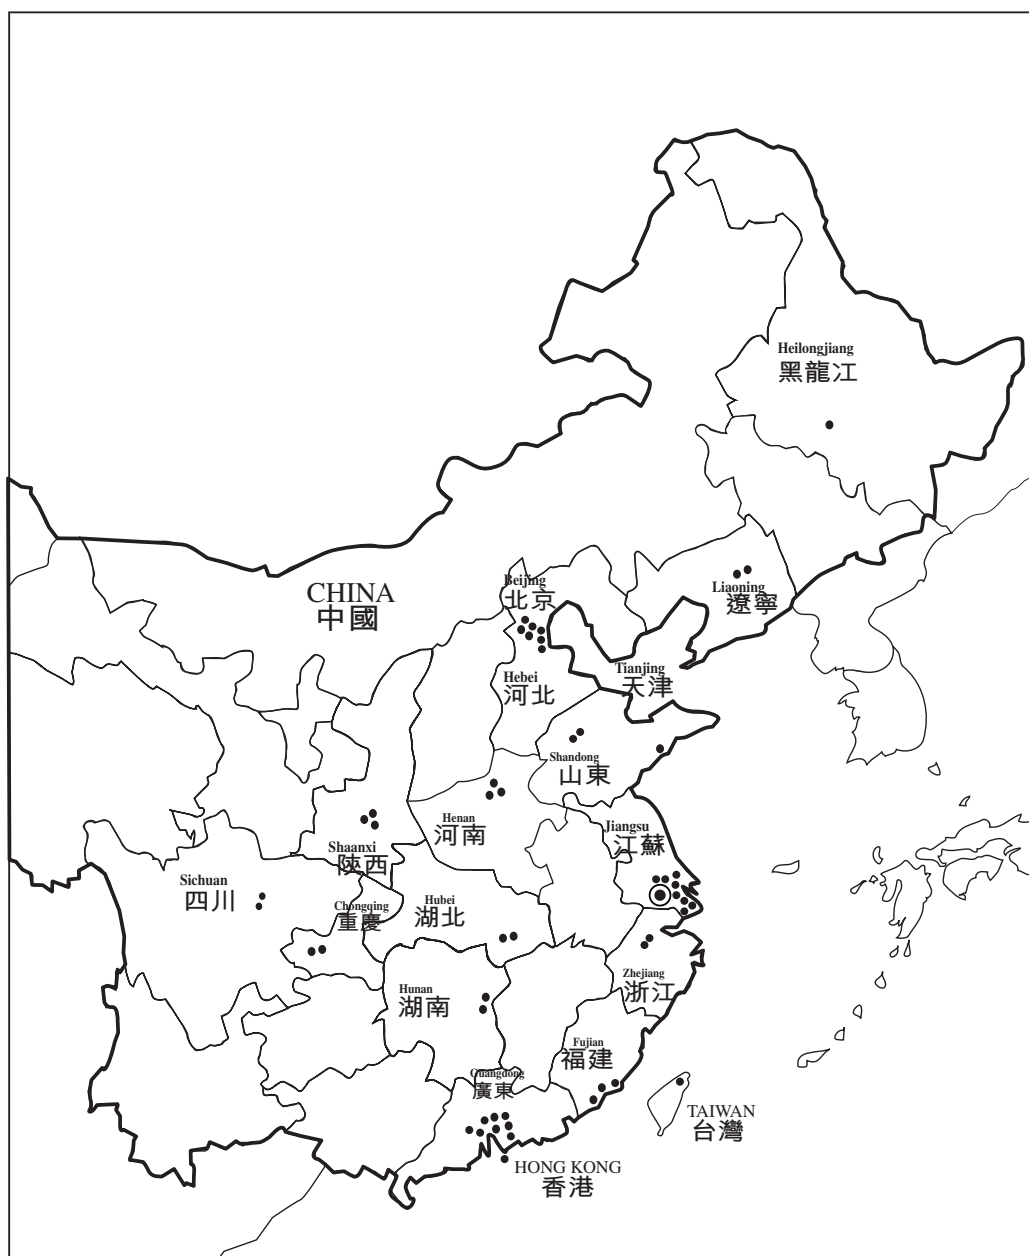 Heilongjiang
黑龍江
Beijing
北京
CHINA
中國
Liaoning
遼寧
Tianjing
天津
Hebei
河北
Shandong
山東
Henan
河南
Jiangsu
江蘇
Shaanxi
陝西
Sichuan
四川
Chongqing
重慶
Hubei
湖北
Zhejiang
浙江
Hunan
湖南
Fujian
福建
Guangdong
廣東
TAIWAN
台灣
HONG KONG
香港